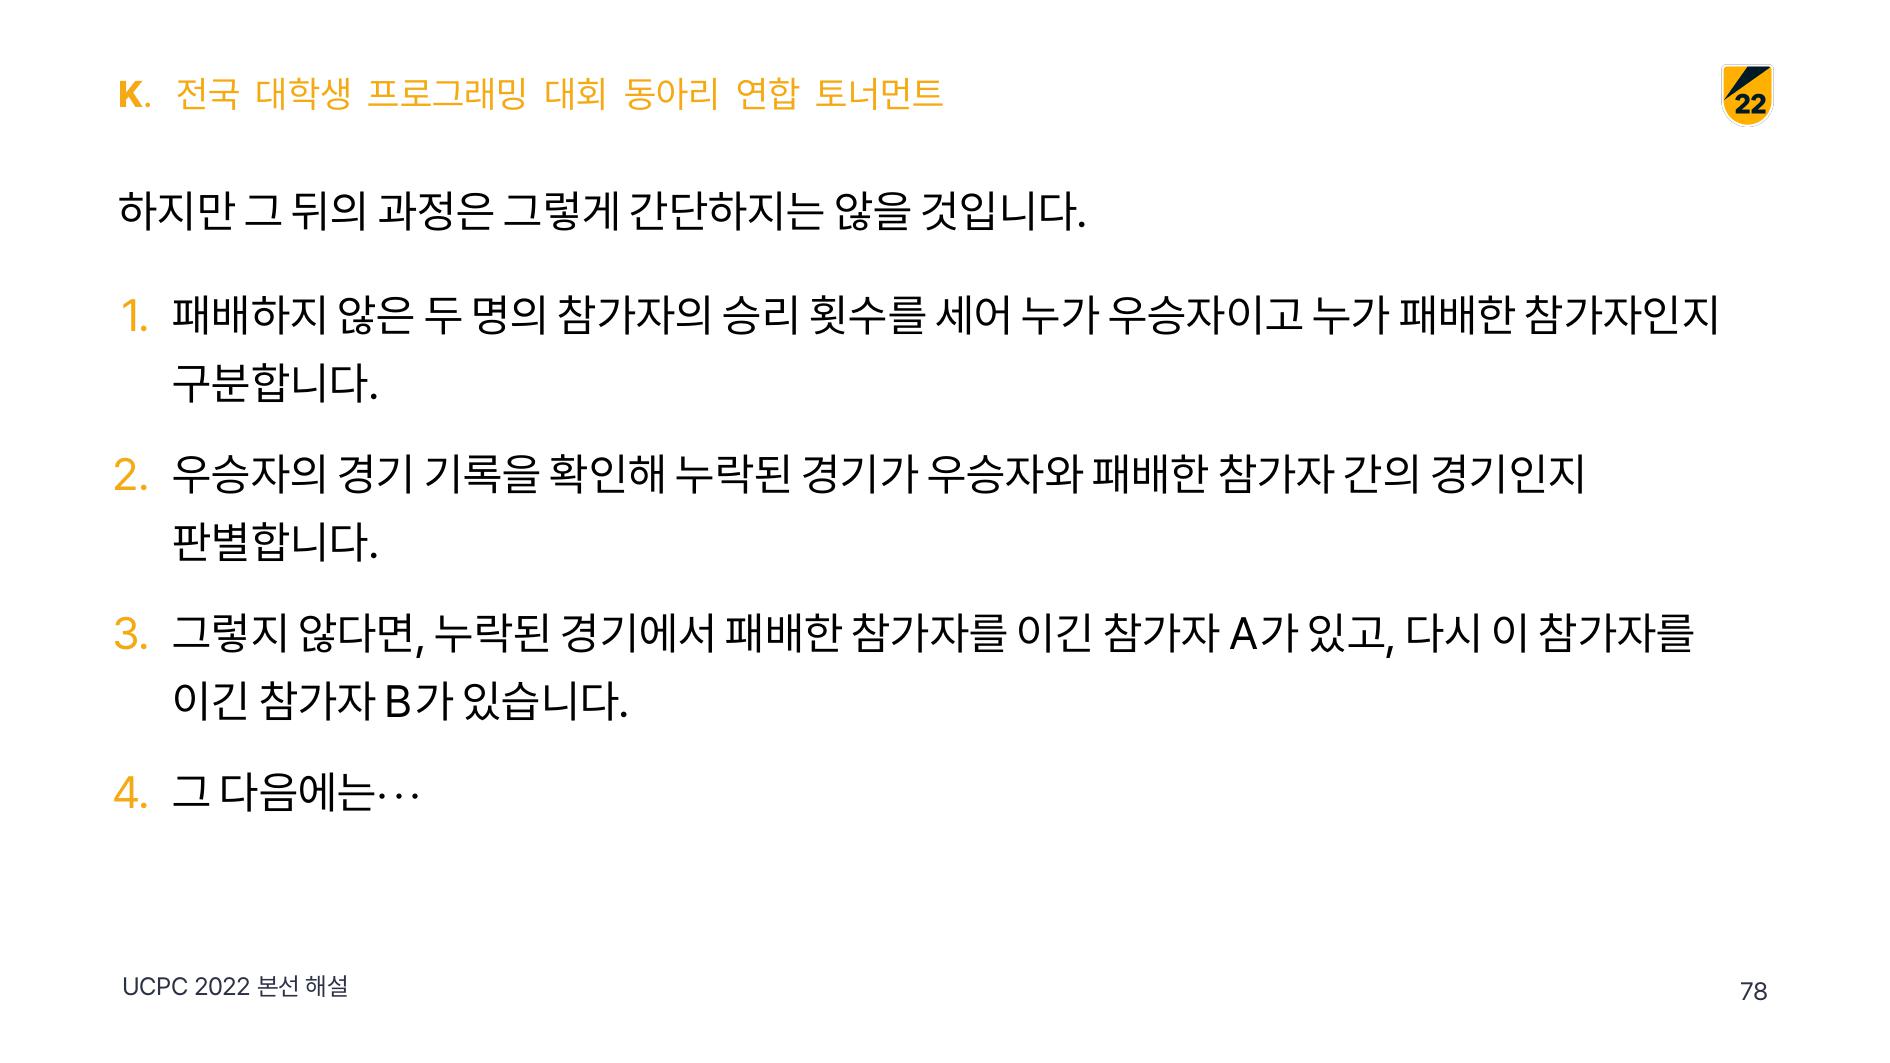 K. 전국 대학생 프로그래밍 대회 동아리 연합 토너먼트
22
하지만 그 뒤의 과정은 그렇게 간단하지는 않을 것입니다.
1. 패배하지 않은 두 명의 참가자의 승리 횟수를 세어 누가 우승자이고 누가 패배한 참가자인지
구분합니다.
2. 우승자의 경기 기록을 확인해 누락된 경기가 우승자와 패배한 참가자 간의 경기인지
판별합니다.
3. 그렇지 않다면, 누락된 경기에서 패배한 참가자를 이긴 참가자 A가 있고, 다시 이 참가자를
이긴 참가자 B가 있습니다.
4. 그 다음에는···
UCPC 2022 본선 해설
78